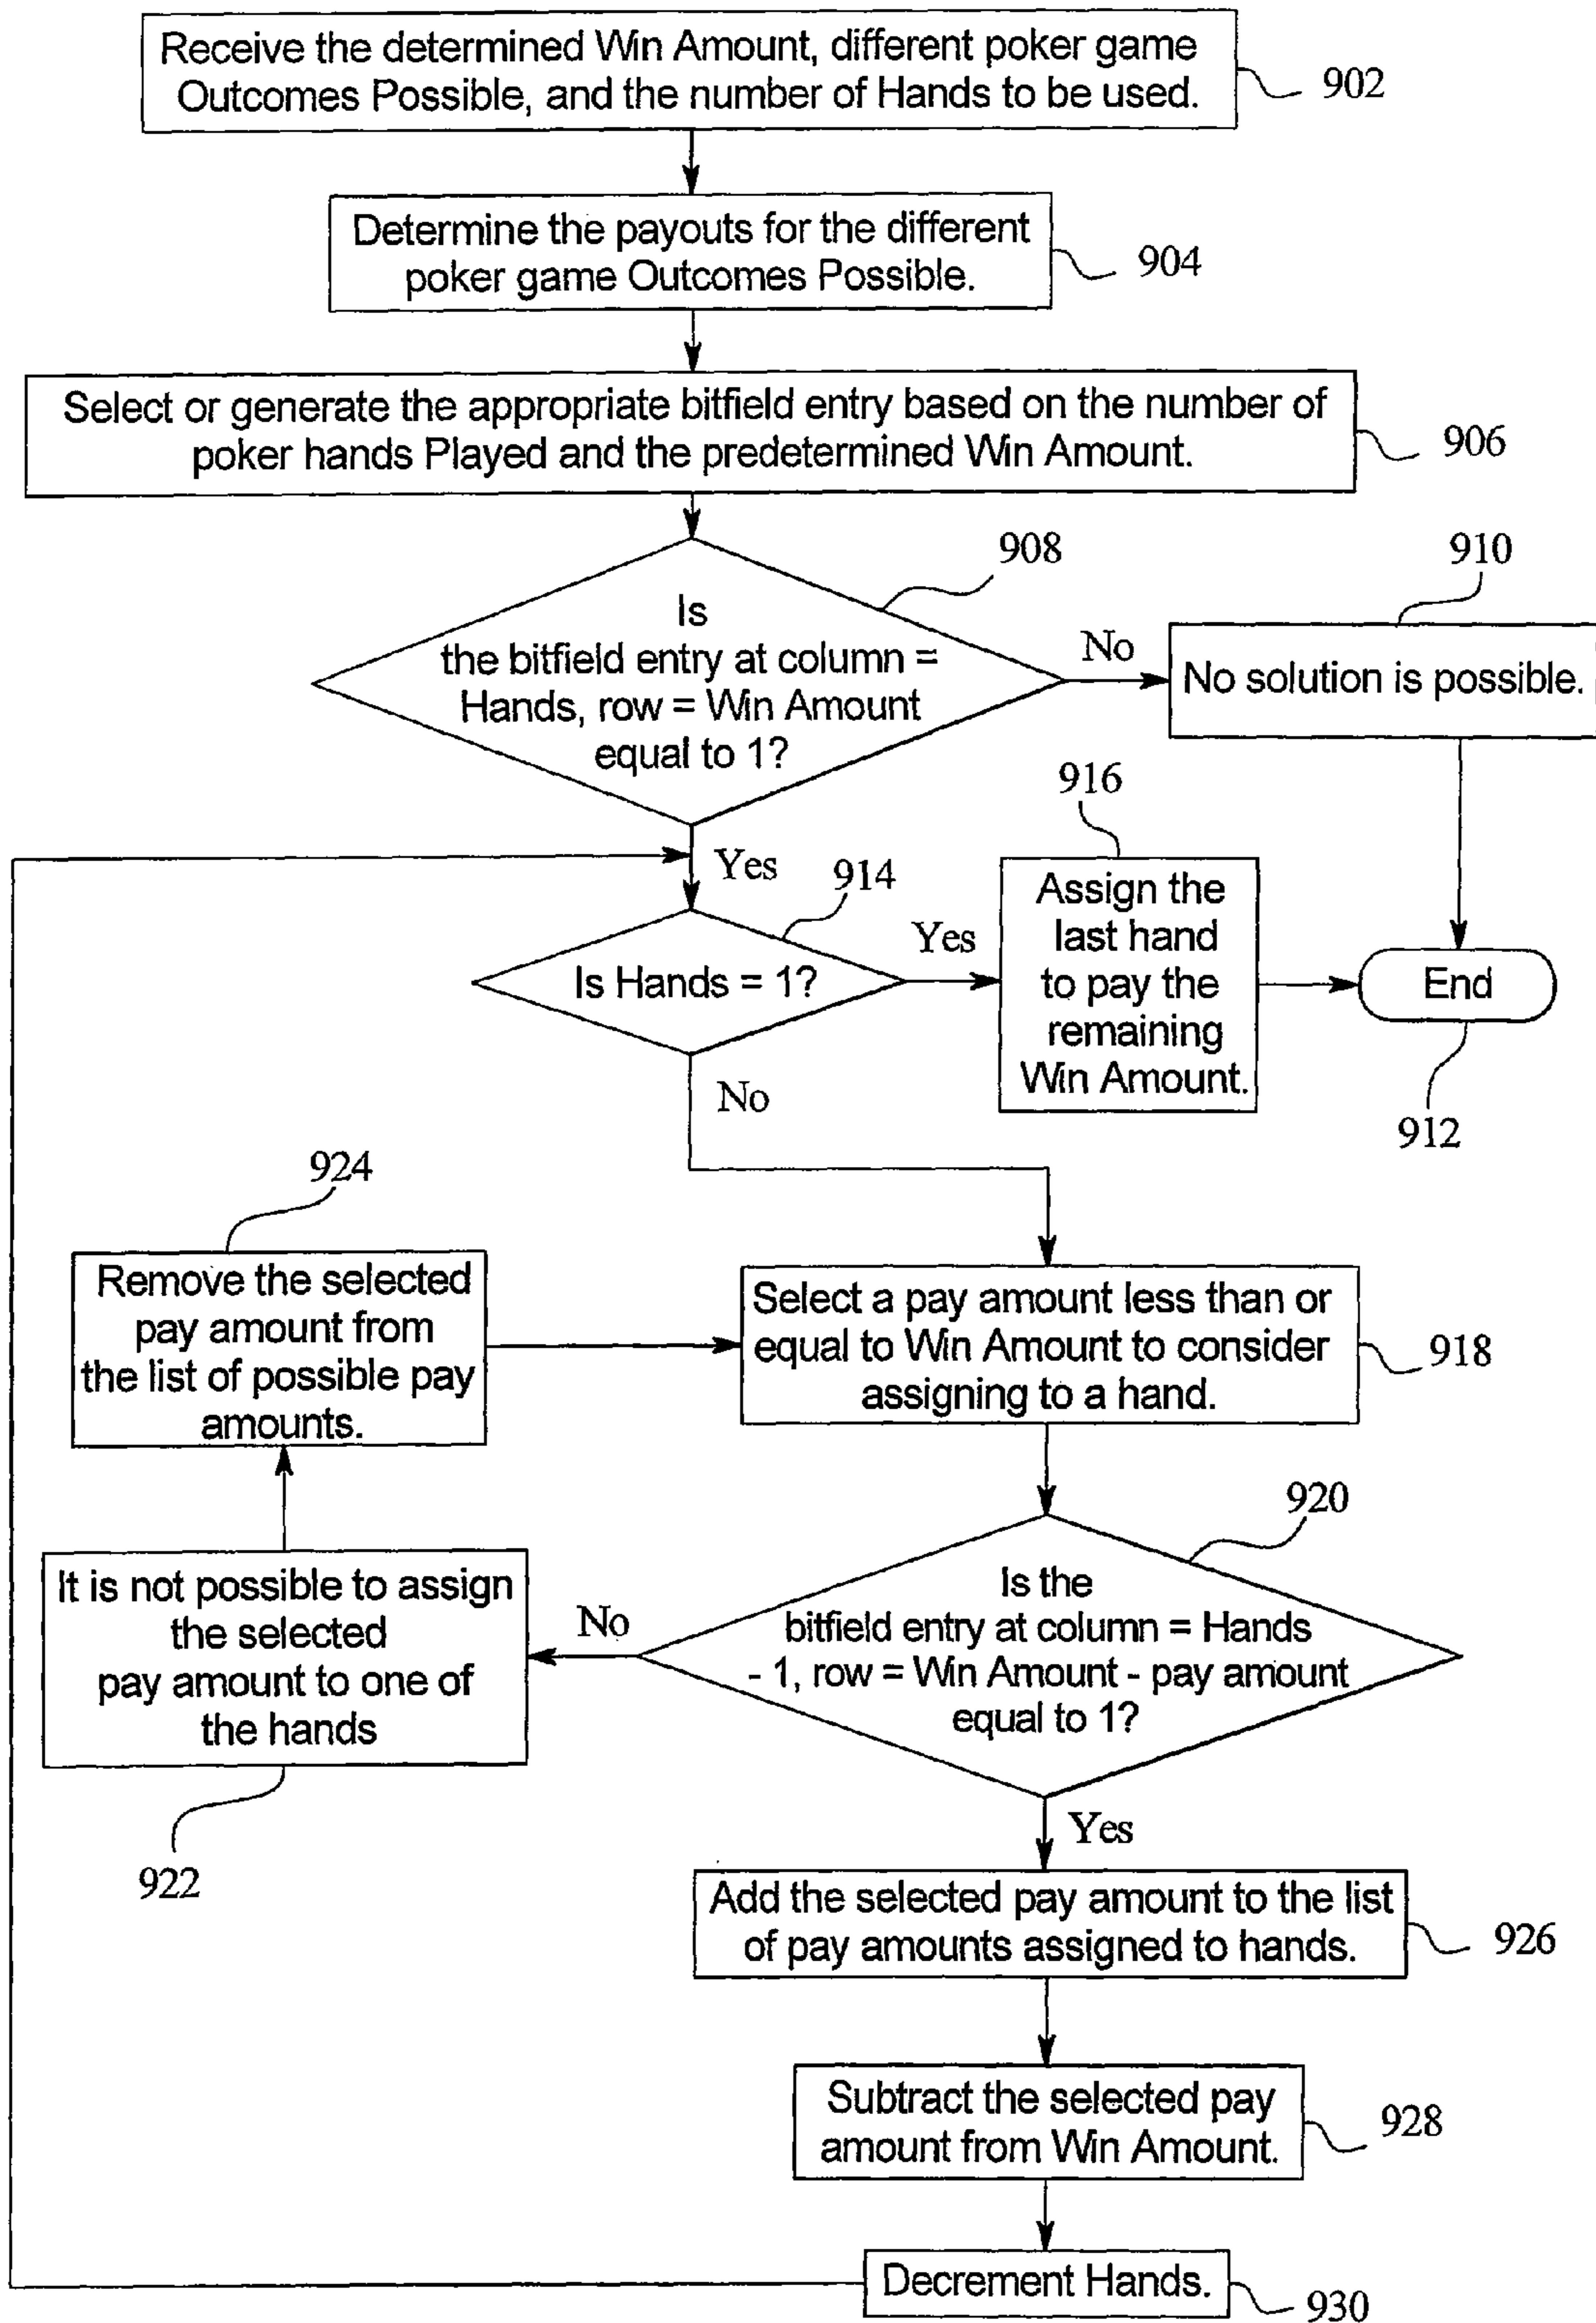 Receive the determined Win Amount, different poker game
Outcomes Possible, and the number of Hands to be used.
902
Determine the payouts for the different
poker game Outcomes Possible.
904
Select or generate the appropriate bitfield entry based on the number of
poker hands Played and the predetermined Win Amount.
906
908
Is
the bitfield entry at column =
Hands, row = Win Amount
equal to 1?
No
910
No solution is possible.
Yes
914
Is Hands = 1?
Yes
916
Assign the
last hand
to pay the
remaining
Win Amount.
End
912
No
924
Remove the selected
pay amount from
the list of possible pay
amounts.
Select a pay amount less than or
equal to Win Amount to consider
assigning to a hand.
918
920
Is the
bitfield entry at column = Hands
- 1, row = Win Amount - pay amount
equal to 1?
No
It is not possible to assign
the selected
pay amount to one of
the hands
922
Yes
Add the selected pay amount to the list
of pay amounts assigned to hands.
926
Subtract the selected pay
amount from Win Amount.
928
Decrement Hands.
930